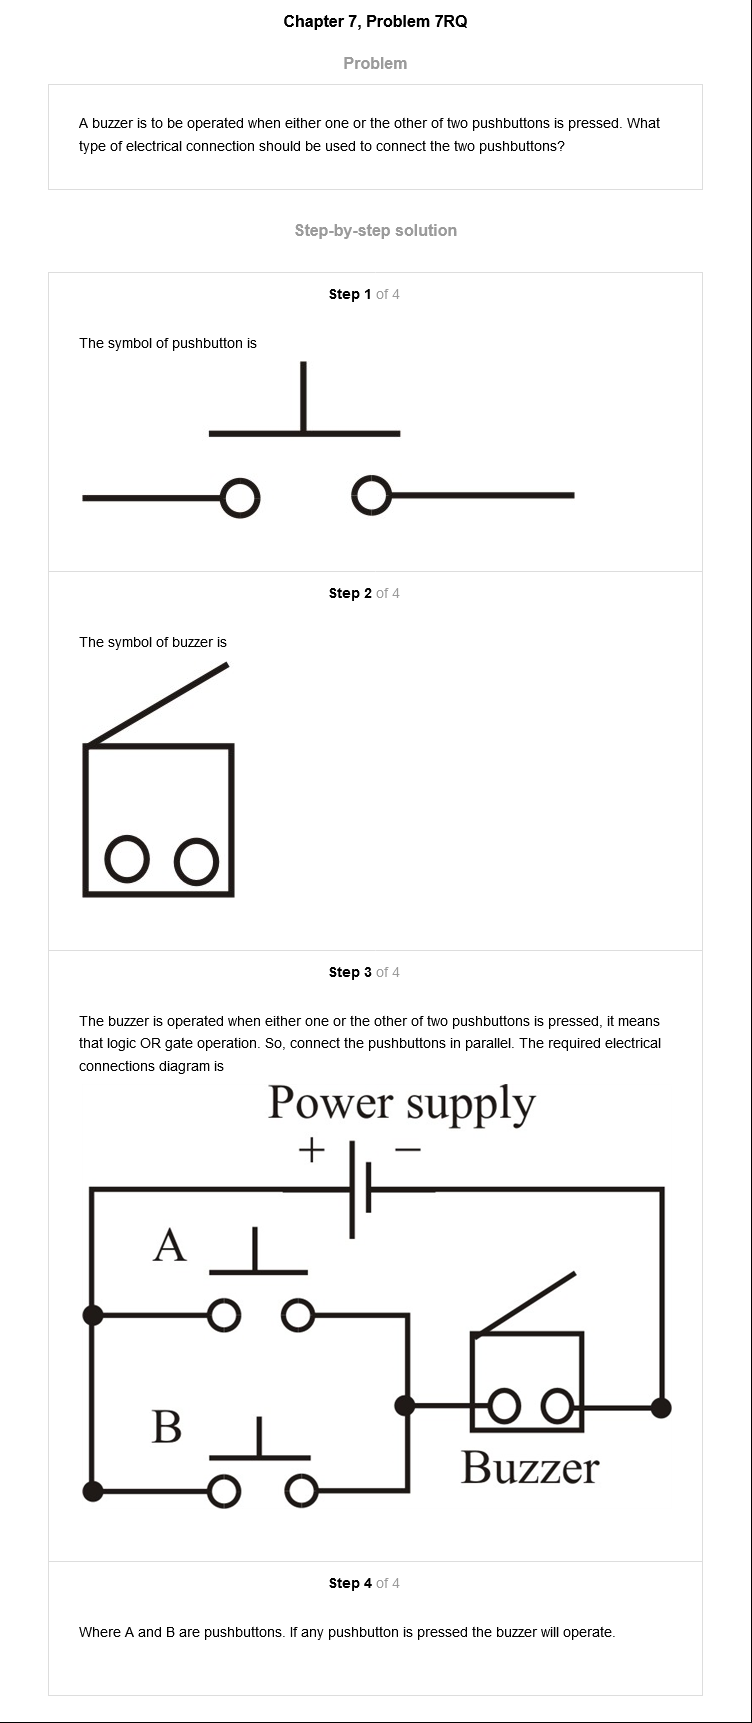 Chapter 7, Problem 7RQ
Problem
A buzzer is to be operated when either one or the other of two pushbuttons is pressed. What
type of electrical connection should be used to connect the two pushbuttons?
Step-by-step solution
Step 1 of 4
The symbol of pushbutton is
Step 2 of 4
The symbol of buzzer is
Step 3 of 4
The buzzer is operated when either one or the other of two pushbuttons is pressed, it means
that logic OR gate operation. So, connect the pushbuttons in parallel. The required electrical
connections diagram is
Power supply
+ −
A
B
Buzzer
Step 4 of 4
Where A and B are pushbuttons. If any pushbutton is pressed the buzzer will operate.